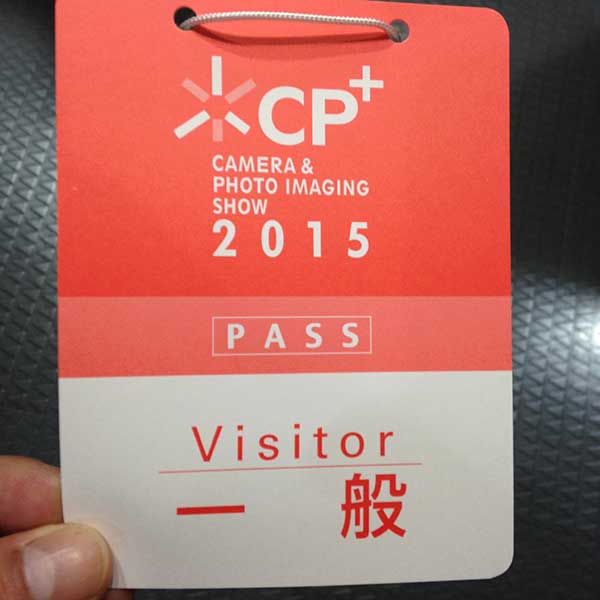 CP+
CAMERA &
PHOTO IMAGING
SHOW
2015
PASS
Visitor
一般